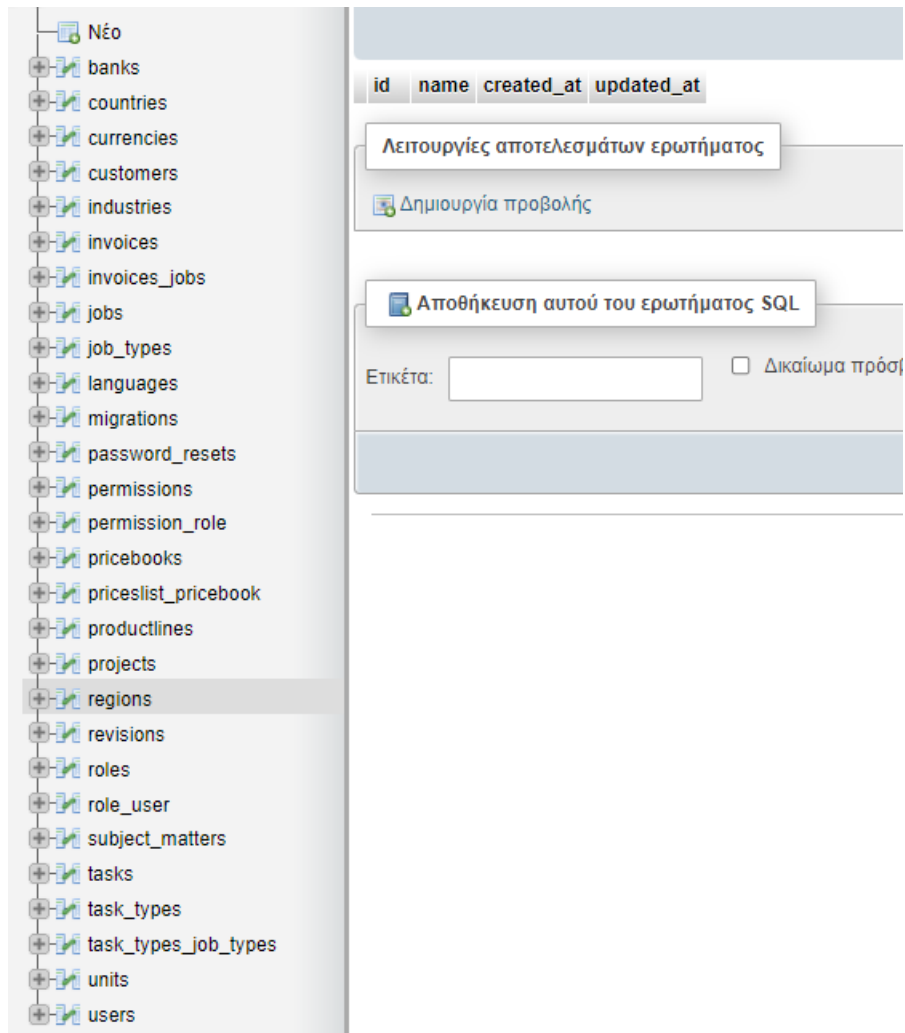 Νέο
banks
countries
currencies
customers
industries
invoices
invoices_jobs
jobs
job_types
languages
migrations
password_resets
permissions
permission_role
pricebooks
priceslist_pricebook
productlines
projects
regions
revisions
roles
role_user
subject_matters
tasks
task_types
task_types_job_types
units
users
id name created_at updated_at
Λειτουργίες αποτελεσμάτων ερωτήματος
Δημιουργία προβολής
Αποθήκευση αυτού του ερωτήματος SQL
Ετικέτα:
Δικαίωμα